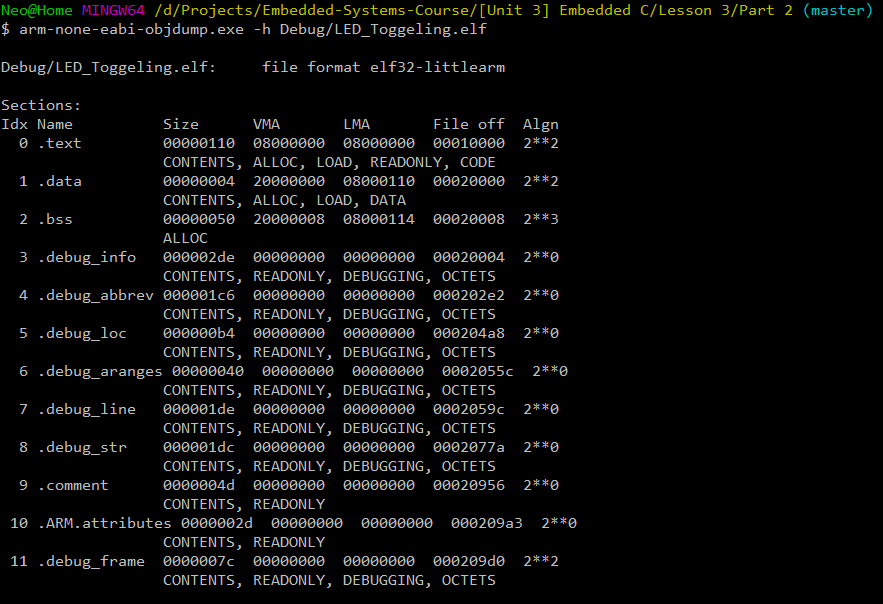 Neo@Home MINGW64 /d/Projects/Embedded-Systems-Course/[Unit 3] Embedded C/Lesson 3/Part 2 (master)
$ arm-none-eabi-objdump.exe -h Debug/LED_Toggeling.elf

Debug/LED_Toggeling.elf:     file format elf32-littlearm

Sections:
Idx Name          Size      VMA       LMA       File off  Algn
  0 .text         00000110  08000000  08000000  00010000  2**2
                  CONTENTS, ALLOC, LOAD, READONLY, CODE
  1 .data         00000004  20000000  08000110  00020000  2**2
                  CONTENTS, ALLOC, LOAD, DATA
  2 .bss          00000050  20000008  08000114  00020008  2**3
                  ALLOC
  3 .debug_info   000002de  00000000  00000000  00020004  2**0
                  CONTENTS, READONLY, DEBUGGING, OCTETS
  4 .debug_abbrev 000001c6  00000000  00000000  000202e2  2**0
                  CONTENTS, READONLY, DEBUGGING, OCTETS
  5 .debug_loc    000000b4  00000000  00000000  000204a8  2**0
                  CONTENTS, READONLY, DEBUGGING, OCTETS
  6 .debug_aranges 00000040  00000000  00000000  0002055c  2**0
                  CONTENTS, READONLY, DEBUGGING, OCTETS
  7 .debug_line   000001de  00000000  00000000  0002059c  2**0
                  CONTENTS, READONLY, DEBUGGING, OCTETS
  8 .debug_str    000001dc  00000000  00000000  0002077a  2**0
                  CONTENTS, READONLY, DEBUGGING, OCTETS
  9 .comment      0000004d  00000000  00000000  00020956  2**0
                  CONTENTS, READONLY
 10 .ARM.attributes 0000002d  00000000  00000000  000209a3  2**0
                  CONTENTS, READONLY
 11 .debug_frame  0000007c  00000000  00000000  000209d0  2**2
                  CONTENTS, READONLY, DEBUGGING, OCTETS